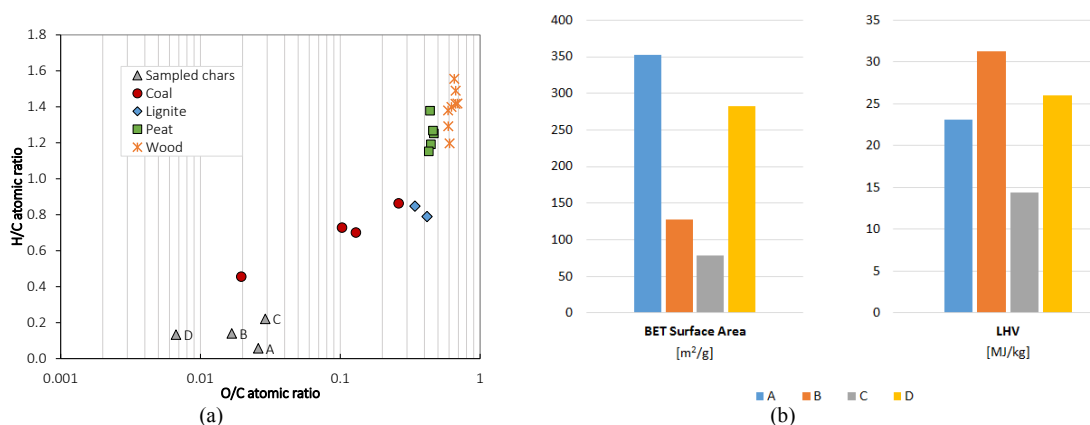 H/C atomic ratio
1.8
1.6
1.4
1.2
1.0
0.8
0.6
0.4
0.2
0.0
Sampled chars
Coal
Lignite
Peat
Wood
D
B
C
A
0.001
0.01
0.1
1
O/C atomic ratio
(a)
400
350
300
250
200
150
100
50
0
BET Surface Area
[m²/g]
35
30
25
20
15
10
5
0
LHV
[MJ/kg]
A B C D
(b)